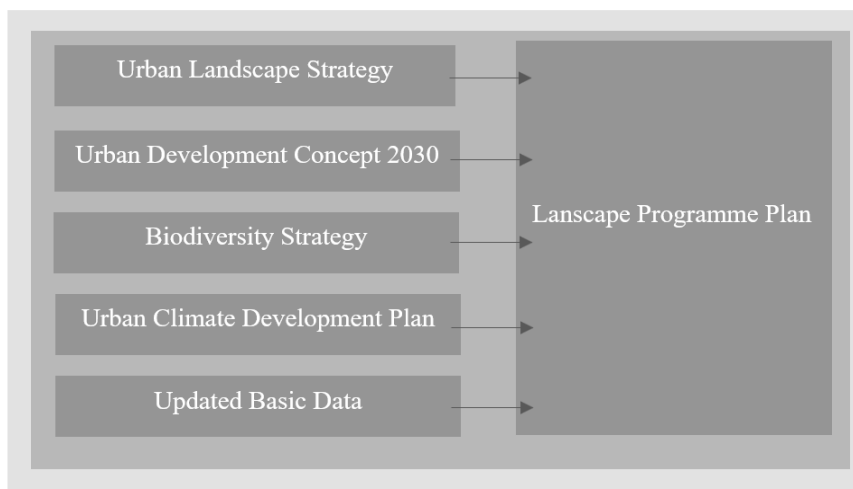 Urban Landscape Strategy
Urban Development Concept 2030
Biodiversity Strategy
Urban Climate Development Plan
Updated Basic Data
Lanscape Programme Plan